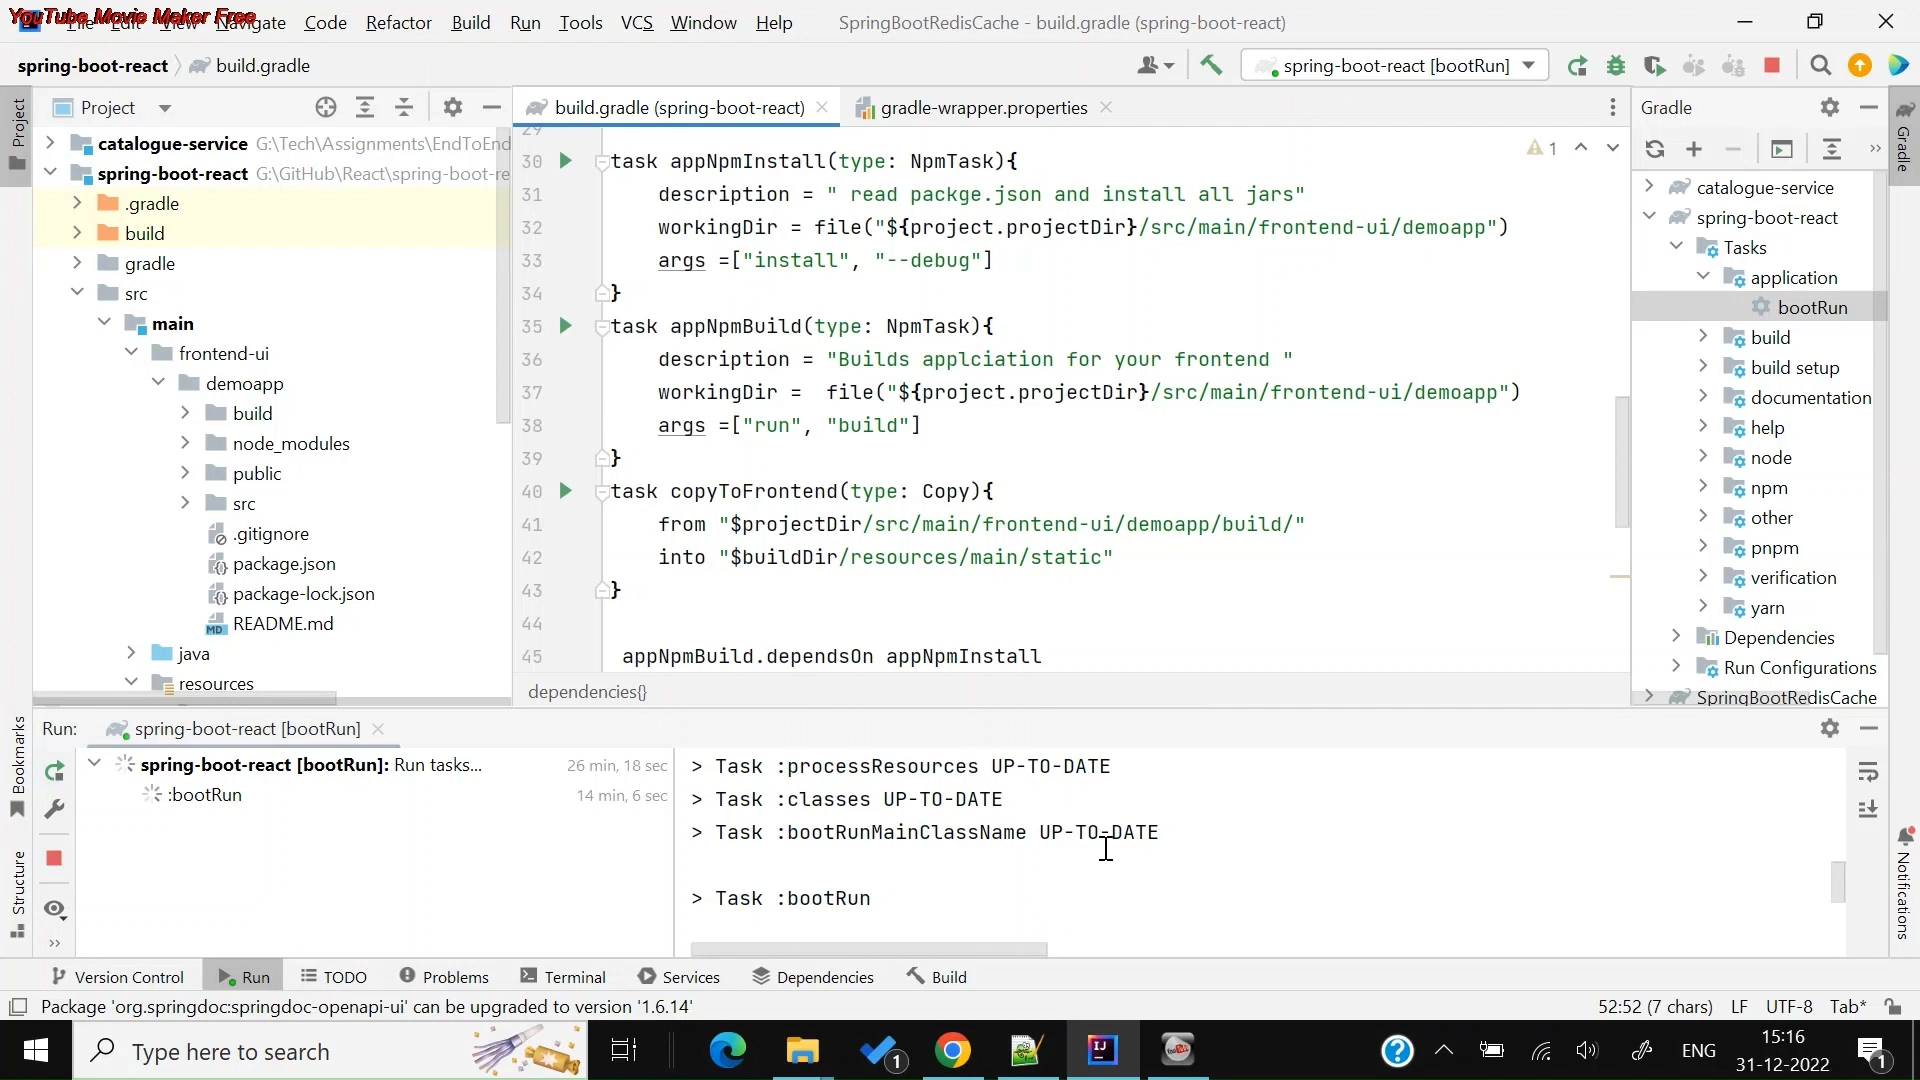 YouTube Movie Maker Free
File Edit View Navigate Code Refactor Build Run Tools VCS Window Help SpringBootRedisCache - build.gradle (spring-boot-react)
spring-boot-react build.gradle spring-boot-react [bootRun]
Project Project build.gradle (spring-boot-react) gradle-wrapper.properties Gradle
29
catalogue-service G:\Tech\Assignments\EndToEnd
spring-boot-react G:\GitHub\React\spring-boot-re
.gradle
build
gradle
src
main
frontend-ui
demoapp
build
node_modules
public
src
.gitignore
package.json
package-lock.json
README.md
java
resources
30 task appNpmInstall(type: NpmTask){
31 description = " read packge.json and install all jars"
32 workingDir = file("${project.projectDir}/src/main/frontend-ui/demoapp")
33 args =["install", "--debug"]
34 }
35 task appNpmBuild(type: NpmTask){
36 description = "Builds applciation for your frontend "
37 workingDir = file("${project.projectDir}/src/main/frontend-ui/demoapp")
38 args =["run", "build"]
39 }
40 task copyToFrontend(type: Copy){
41 from "$projectDir/src/main/frontend-ui/demoapp/build/"
42 into "$buildDir/resources/main/static"
43 }
44
45 appNpmBuild.dependsOn appNpmInstall
dependencies{}
1
Gradle
catalogue-service
spring-boot-react
Tasks
application
bootRun
build
build setup
documentation
help
node
npm
other
pnpm
verification
yarn
Dependencies
Run Configurations
SpringBootRedisCache
Run: spring-boot-react [bootRun]
spring-boot-react [bootRun]: Run tasks... 26 min, 18 sec
:bootRun 14 min, 6 sec
> Task :processResources UP-TO-DATE
> Task :classes UP-TO-DATE
> Task :bootRunMainClassName UP-TO-DATE
> Task :bootRun
Bookmarks
Structure
Notifications
Version Control Run TODO Problems Terminal Services Dependencies Build
Package 'org.springdoc:springdoc-openapi-ui' can be upgraded to version '1.6.14' 52:52 (7 chars) LF UTF-8 Tab*
Type here to search 1 ENG 15:16 1
31-12-2022